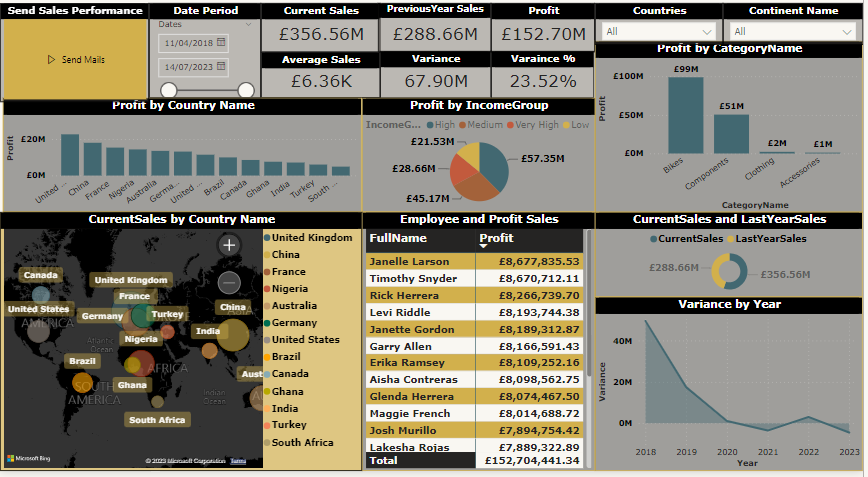 Send Sales Performance
Send Mails
Date Period
Dates
11/04/2018
14/07/2023
Current Sales
£356.56M
PreviousYear Sales
£288.66M
Profit
£152.70M
Average Sales
£6.36K
Variance
67.90M
Varaince %
23.52%
Countries
All
Continent Name
All
Profit by Country Name
Profit
£20M
£0M
United ...
China
France
Nigeria
Australia
Germa...
United ...
Brazil
Canada
Ghana
India
Turkey
South ...
Profit by IncomeGroup
IncomeG... High Medium Very High Low
£21.53M
£57.35M
£28.66M
£45.17M
Profit by CategoryName
Profit
£100M
£50M
£0M
£99M
£51M
£2M
£1M
Bikes
Components
Clothing
Accessories
CategoryName
CurrentSales by Country Name
Canada
United Kingdom
France
United States
Germany
Turkey
China
Nigeria
India
Brazil
Ghana
Aust
South Africa
AMERICA
Atlantic
Ocean
AFRICA
SOUTH
AMERICA
Indian
Ocean
Microsoft Bing
© 2023 Microsoft Corporation Terms
United Kingdom
China
France
Nigeria
Australia
Germany
United States
Brazil
Canada
Ghana
India
Turkey
South Africa
Employee and Profit Sales
FullName Profit
Janelle Larson £8,677,835.53
Timothy Snyder £8,670,712.11
Rick Herrera £8,266,739.70
Levi Riddle £8,193,744.38
Janette Gordon £8,189,312.87
Garry Allen £8,166,591.43
Erika Ramsey £8,109,252.16
Aisha Contreras £8,098,562.75
Glenda Herrera £8,074,467.50
Maggie French £8,014,688.72
Josh Murillo £7,894,754.42
Lakesha Rojas £7,889,322.89
Total £152,704,441.34
CurrentSales and LastYearSales
CurrentSales LastYearSales
£288.66M
£356.56M
Variance by Year
Variance
40M
20M
0M
2018 2019 2020 2021 2022 2023
Year